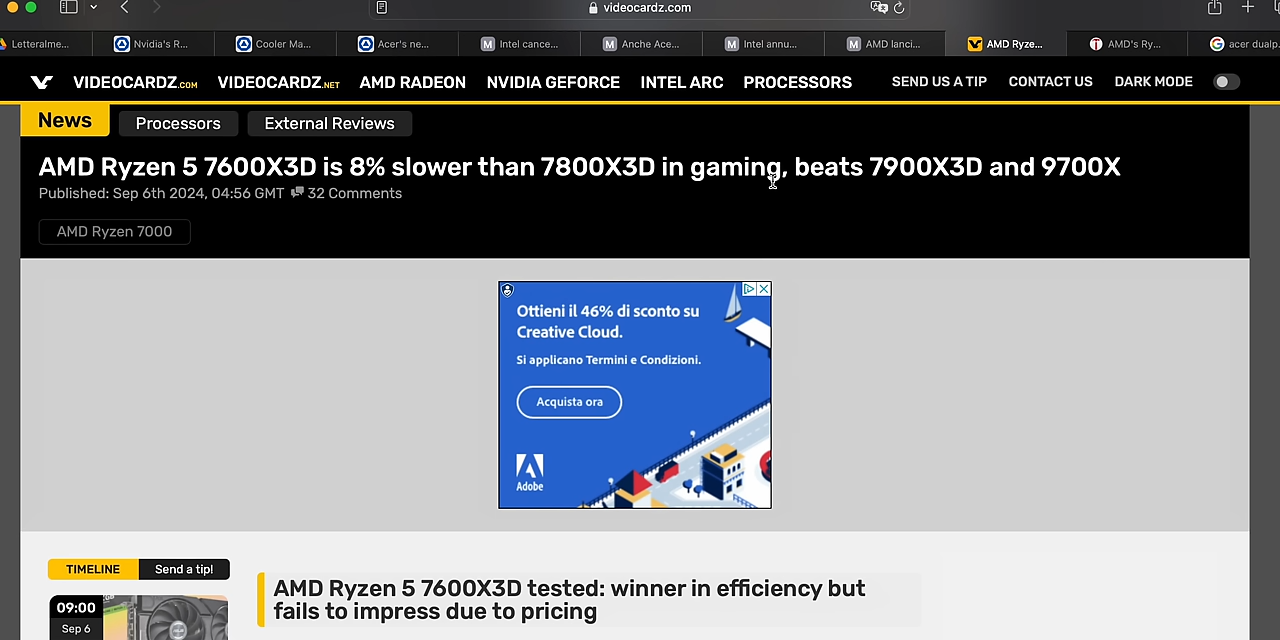 videocardz.com
Letteralme...
Nvidia's R...
Cooler Ma...
Acer's ne...
Intel cance...
Anche Ace...
Intel annu...
AMD lanci...
AMD Ryze...
AMD's Ry...
acer dualp
VIDEOCARDZ.COM VIDEOCARDZ.NET AMD RADEON NVIDIA GEFORCE INTEL ARC PROCESSORS SEND US A TIP CONTACT US DARK MODE
News Processors External Reviews
AMD Ryzen 5 7600X3D is 8% slower than 7800X3D in gaming, beats 7900X3D and 9700X
Published: Sep 6th 2024, 04:56 GMT 32 Comments
AMD Ryzen 7000
Ottieni il 46% di sconto su
Creative Cloud.
Si applicano Termini e Condizioni.
Acquista ora
Adobe
TIMELINE Send a tip!
09:00
Sep 6
AMD Ryzen 5 7600X3D tested: winner in efficiency but
fails to impress due to pricing